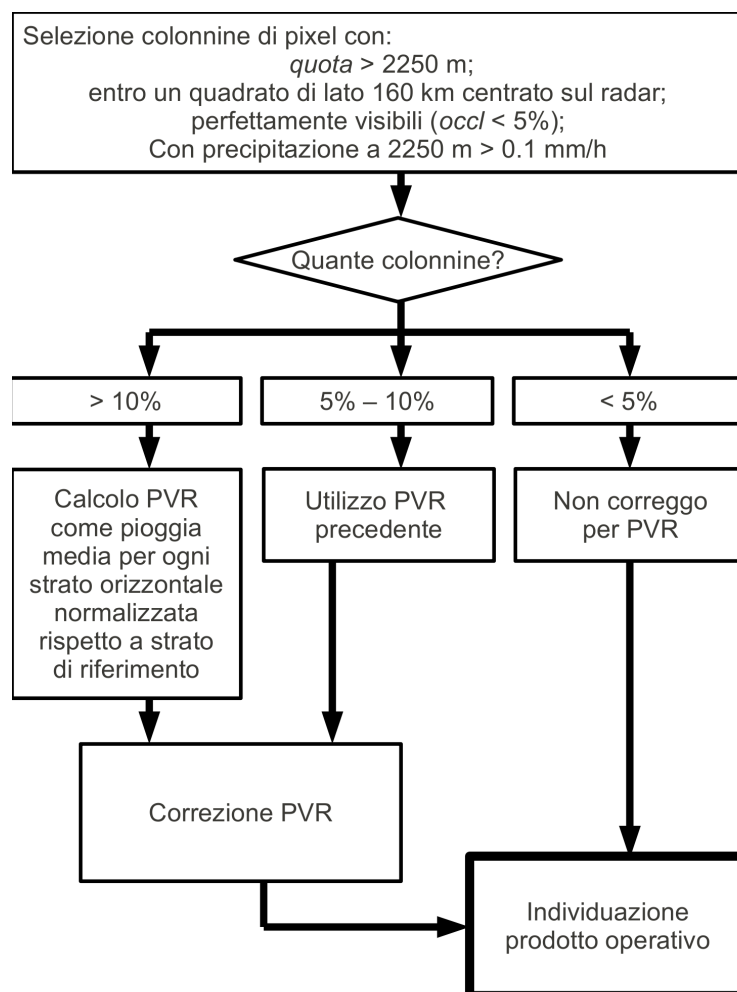 Selezione colonnine di pixel con:
quota > 2250 m;
entro un quadrato di lato 160 km centrato sul radar;
perfettamente visibili (occl < 5%);
Con precipitazione a 2250 m > 0.1 mm/h
Quante colonnine?
> 10%
5% – 10%
< 5%
Calcolo PVR
come pioggia
media per ogni
strato orizzontale
normalizzata
rispetto a strato
di riferimento
Utilizzo PVR
precedente
Non correggo
per PVR
Correzione PVR
Individuazione
prodotto operativo